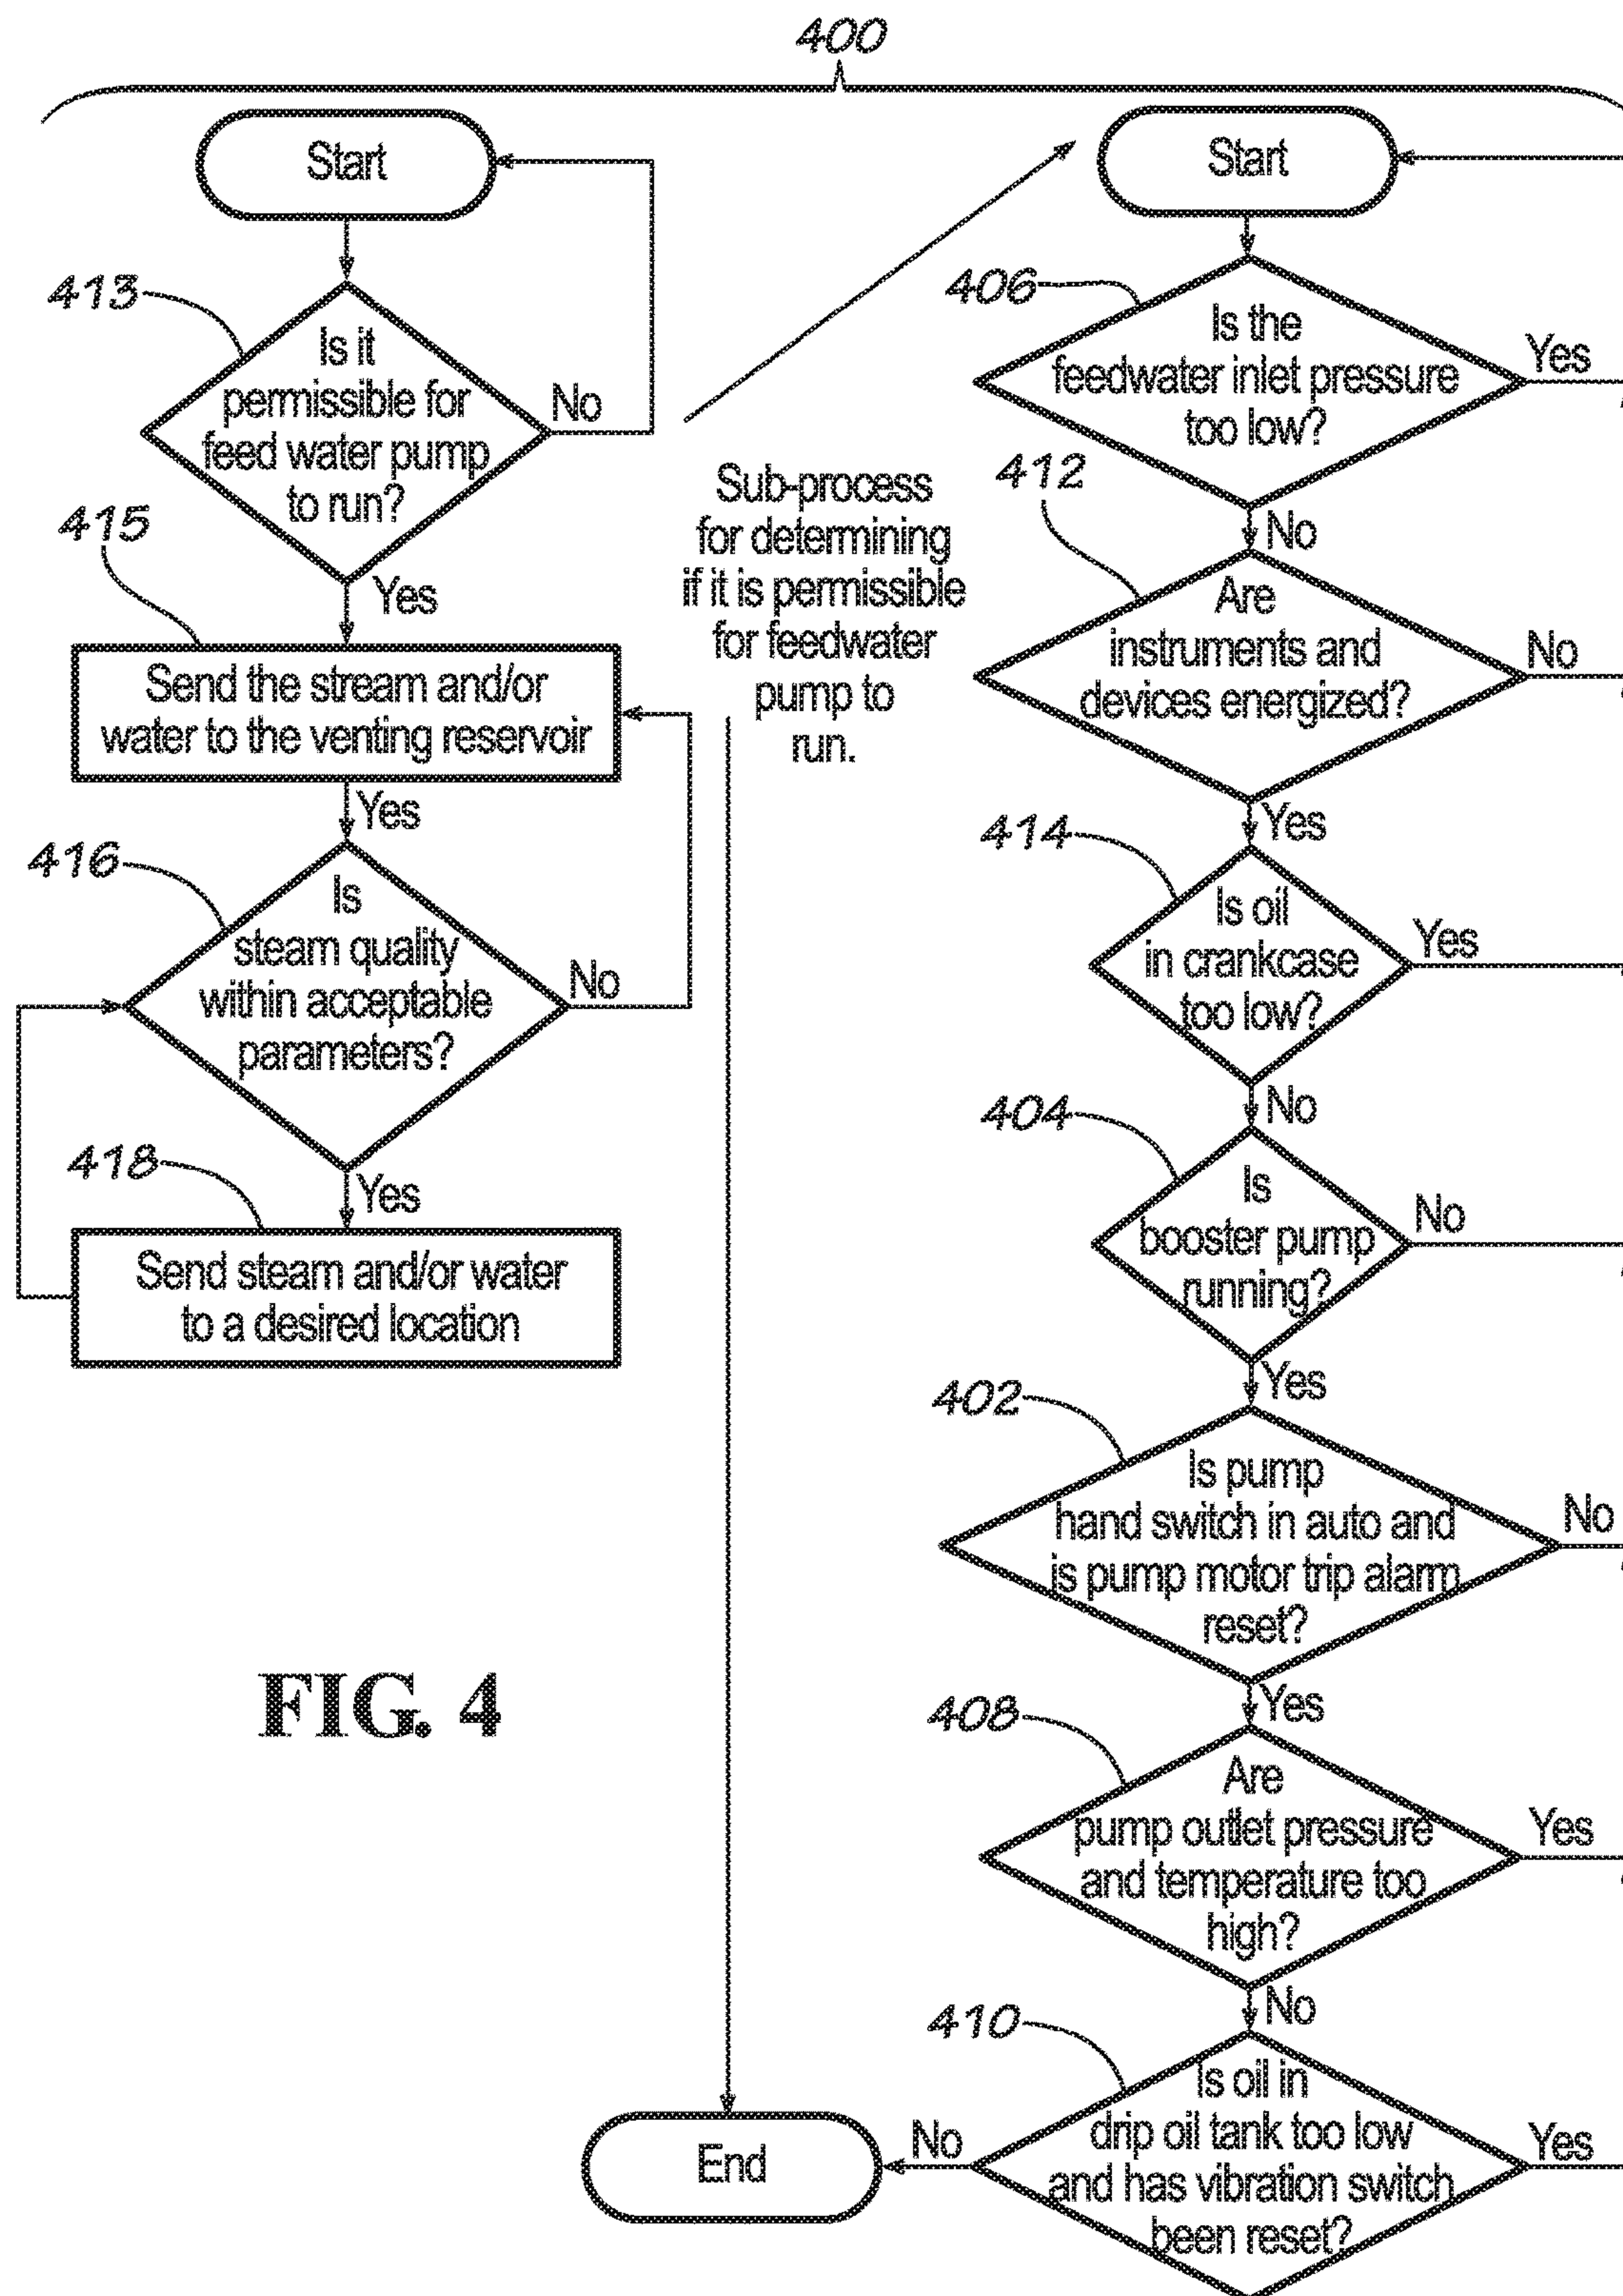 400
Start
413
Is it
permissible for
feed water pump
to run?
No
415
Yes
Send the stream and/or
water to the venting reservoir
Yes
416
Is
steam quality
within acceptable
parameters?
No
418
Yes
Send steam and/or water
to a desired location
FIG. 4
Sub-process
for determining
if it is permissible
for feedwater
pump to
run.
Start
406
Is the
feedwater inlet pressure
too low?
Yes
412
No
Are
instruments and
devices energized?
No
414
Yes
Is oil
in crankcase
too low?
Yes
404
No
Is
booster pump
running?
No
402
Yes
Is pump
hand switch in auto and
is pump motor trip alarm
reset?
No
408
Yes
Are
pump outlet pressure
and temperature too
high?
Yes
410
No
Is oil in
drip oil tank too low
and has vibration switch
been reset?
Yes
No
End